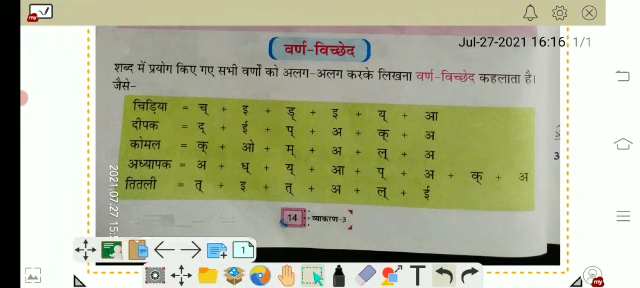 वर्ण-विच्छेद
Jul-27-2021 16:16 1/1
शब्द में प्रयोग किए गए सभी वर्णों को अलग-अलग करके लिखना वर्ण-विच्छेद कहलाता है।
जैसे-
चिड़िया = च् + इ + ड़् + इ + य् + आ
दीपक = द् + ई + प् + अ + क् + अ
कोमल = क् + ओ + म् + अ + ल् + अ
अध्यापक = अ + ध् + य् + आ + प् + अ + क् + अ
तितली = त् + इ + त् + अ + ल् + ई
14 व्याकरण-3